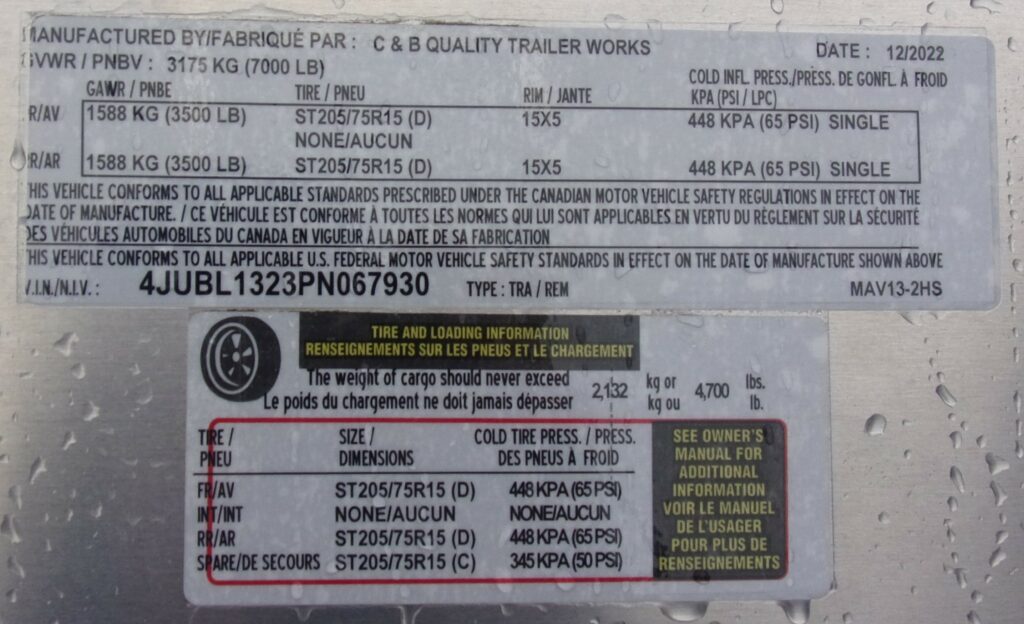 MANUFACTURED BY/FABRIQUÉ PAR : C & B QUALITY TRAILER WORKS DATE : 12/2022
GVWR / PNBV : 3175 KG (7000 LB)
GAWR / PNBE TIRE / PNEU RIM / JANTE COLD INFL. PRESS./PRESS. DE GONFL. À FROID
KPA (PSI / LPC)
FR/AV 1588 KG (3500 LB) ST205/75R15 (D) 15X5 448 KPA (65 PSI) SINGLE
NONE/AUCUN
RR/AR 1588 KG (3500 LB) ST205/75R15 (D) 15X5 448 KPA (65 PSI) SINGLE
THIS VEHICLE CONFORMS TO ALL APPLICABLE STANDARDS PRESCRIBED UNDER THE CANADIAN MOTOR VEHICLE SAFETY REGULATIONS IN EFFECT ON THE
DATE OF MANUFACTURE. / CE VÉHICULE EST CONFORME À TOUTES LES NORMES QUI LUI SONT APPLICABLES EN VERTU DU RÈGLEMENT SUR LA SÉCURITÉ
DES VÉHICULES AUTOMOBILES DU CANADA EN VIGUEUR À LA DATE DE SA FABRICATION
THIS VEHICLE CONFORMS TO ALL APPLICABLE U.S. FEDERAL MOTOR VEHICLE SAFETY STANDARDS IN EFFECT ON THE DATE OF MANUFACTURE SHOWN ABOVE
V.I.N./N.I.V. : 4JUBL1323PN067930 TYPE : TRA / REM MAV13-2HS
TIRE AND LOADING INFORMATION
RENSEIGNEMENTS SUR LES PNEUS ET LE CHARGEMENT
The weight of cargo should never exceed 2,132 kg or 4,700 lbs.
Le poids du chargement ne doit jamais dépasser kg ou lb.
TIRE / SIZE / COLD TIRE PRESS. / PRESS.
PNEU DIMENSIONS DES PNEUS À FROID
FR/AV ST205/75R15 (D) 448 KPA (65 PSI)
INT/INT NONE/AUCUN NONE/AUCUN
RR/AR ST205/75R15 (D) 448 KPA (65 PSI)
SPARE/DE SECOURS ST205/75R15 (C) 345 KPA (50 PSI)
SEE OWNER'S
MANUAL FOR
ADDITIONAL
INFORMATION
VOIR LE MANUEL
DE L'USAGER
POUR PLUS DE
RENSEIGNEMENTS